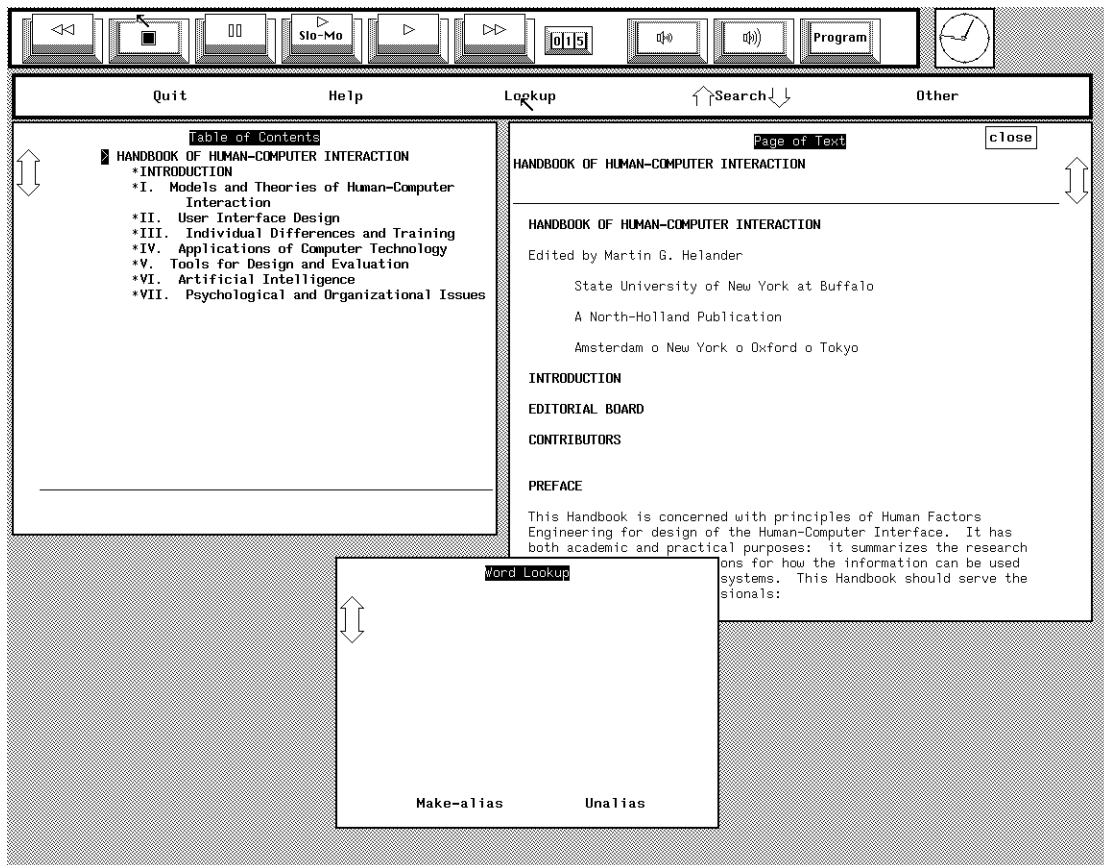 Slo-Mo
015
Program
Quit Help Lookup Search Other
Table of Contents
HANDBOOK OF HUMAN-COMPUTER INTERACTION
*INTRODUCTION
*I. Models and Theories of Human-Computer
Interaction
*II. User Interface Design
*III. Individual Differences and Training
*IV. Applications of Computer Technology
*V. Tools for Design and Evaluation
*VI. Artificial Intelligence
*VII. Psychological and Organizational Issues
Page of Text
close
HANDBOOK OF HUMAN-COMPUTER INTERACTION
HANDBOOK OF HUMAN-COMPUTER INTERACTION
Edited by Martin G. Helander
State University of New York at Buffalo
A North-Holland Publication
Amsterdam o New York o Oxford o Tokyo
INTRODUCTION
EDITORIAL BOARD
CONTRIBUTORS
PREFACE
This Handbook is concerned with principles of Human Factors
Engineering for design of the Human-Computer Interface. It has
both academic and practical purposes: it summarizes the research
ons for how the information can be used
systems. This Handbook should serve the
sionals:
Word Lookup
Make-alias Unalias